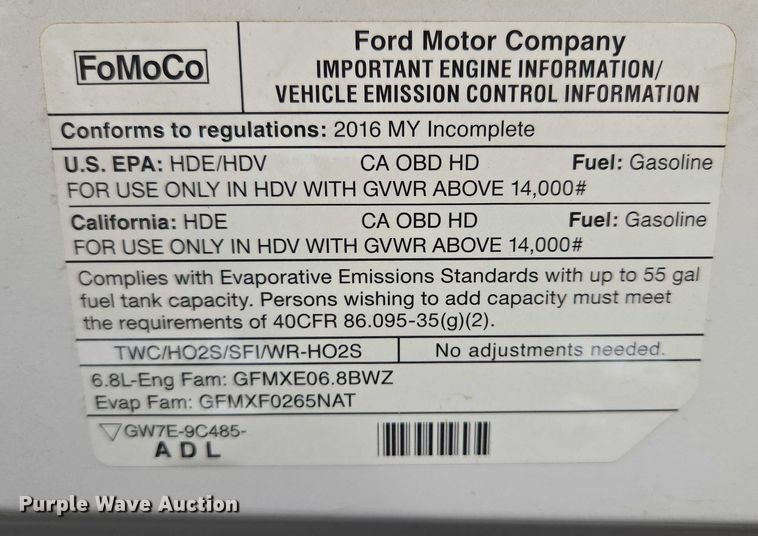 FoMoCo
Ford Motor Company
IMPORTANT ENGINE INFORMATION/
VEHICLE EMISSION CONTROL INFORMATION
Conforms to regulations: 2016 MY Incomplete
U.S. EPA: HDE/HDV CA OBD HD Fuel: Gasoline
FOR USE ONLY IN HDV WITH GVWR ABOVE 14,000#
California: HDE CA OBD HD Fuel: Gasoline
FOR USE ONLY IN HDV WITH GVWR ABOVE 14,000#
Complies with Evaporative Emissions Standards with up to 55 gal
fuel tank capacity. Persons wishing to add capacity must meet
the requirements of 40CFR 86.095-35(g)(2).
TWC/HO2S/SFI/WR-HO2S No adjustments needed.
6.8L-Eng Fam: GFMXE06.8BWZ
Evap Fam: GFMXF0265NAT
GW7E-9C485-
ADL
Purple Wave Auction